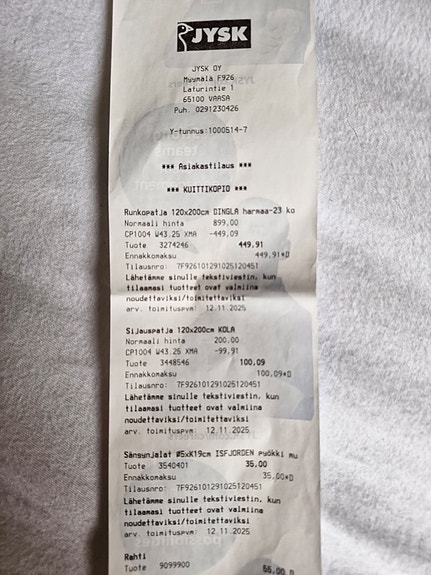 JYSK
JYSK OY
Myymälä F926
Laturintie 1
65100 VAASA
Puh. 0291230426
Y-tunnus:1000514-7
*** Asiakastilaus ***
*** KUITTIKOPIO ***
Runkopatja 120x200cm DINGLA harmaa-23 ko
Normaali hinta 899,00
CP1004 W43.25 XMA -449,09
Tuote 3274246 449,91
Ennakkomaksu 449,91*D
Tilausnro: 7F926101291025120451
Lähetämme sinulle tekstiviestin, kun
tilaamasi tuotteet ovat valmiina
noudettaviksi/toimitettaviksi
arv. toimituspvm: 12.11.2025
Sijauspatja 120x200cm KOLA
Normaali hinta 200,00
CP1004 W43.25 XMA -99,91
Tuote 3448546 100,09
Ennakkomaksu 100,09*D
Tilausnro: 7F926101291025120451
Lähetämme sinulle tekstiviestin, kun
tilaamasi tuotteet ovat valmiina
noudettaviksi/toimitettaviksi
arv. toimituspvm: 12.11.2025
Sängynjalat Ø5xK19cm ISFJORDEN pyökki mu
Tuote 3540401 35,00
Ennakkomaksu 35,00*D
Tilausnro: 7F926101291025120451
Lähetämme sinulle tekstiviestin, kun
tilaamasi tuotteet ovat valmiina
noudettaviksi/toimitettaviksi
arv. toimituspvm: 12.11.2025
Rahti
Tuote 9099900